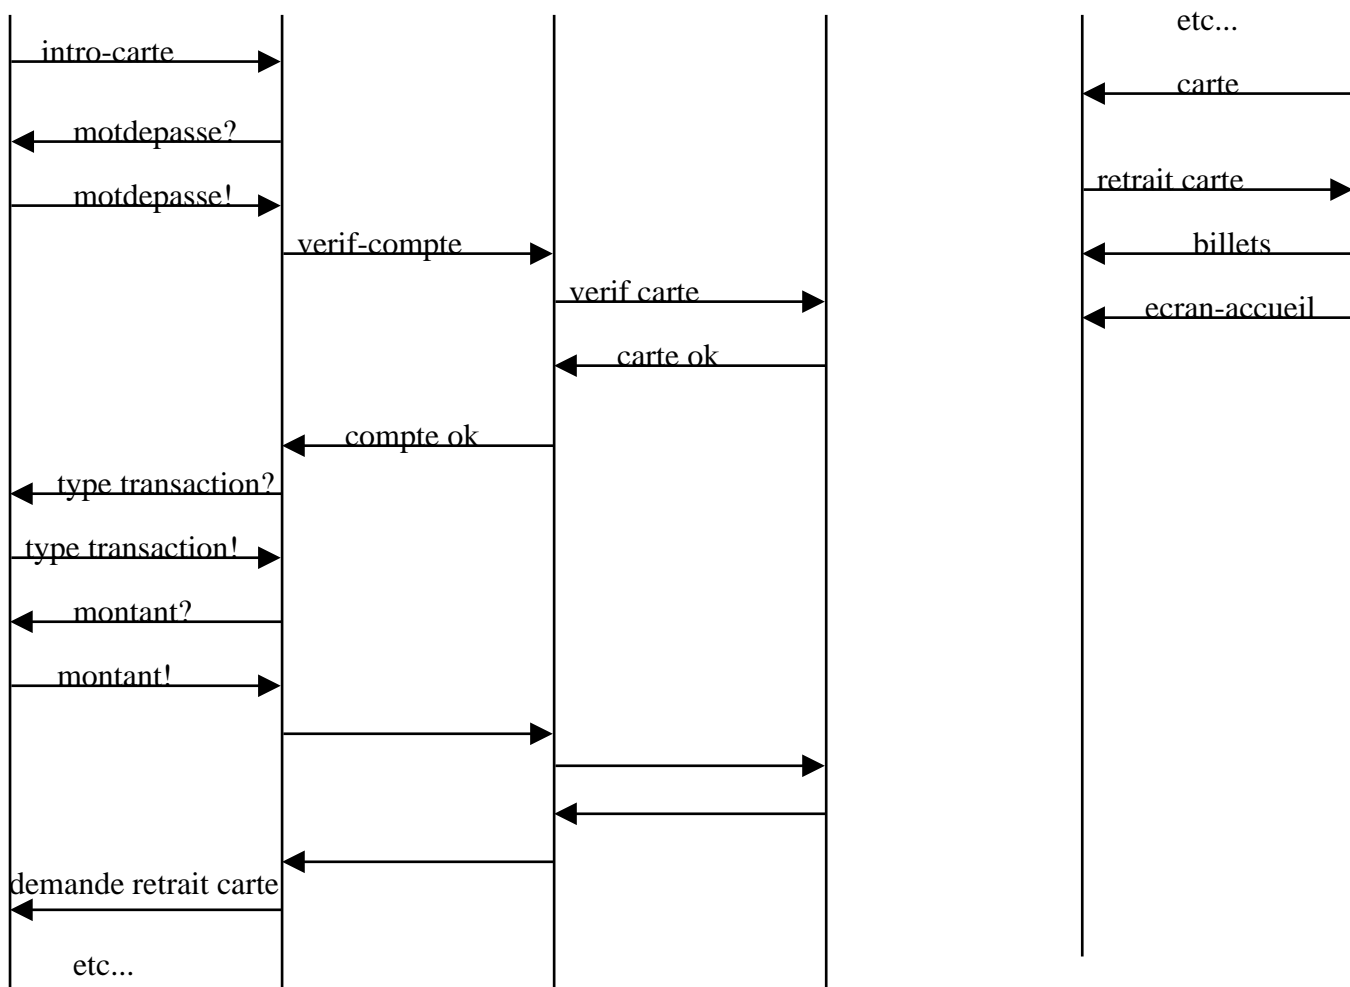 intro-carte
motdepasse?
motdepasse!
verif-compte
verif carte
carte ok
compte ok
type transaction?
type transaction!
montant?
montant!
demande retrait carte
etc...
etc...
carte
retrait carte
billets
ecran-accueil